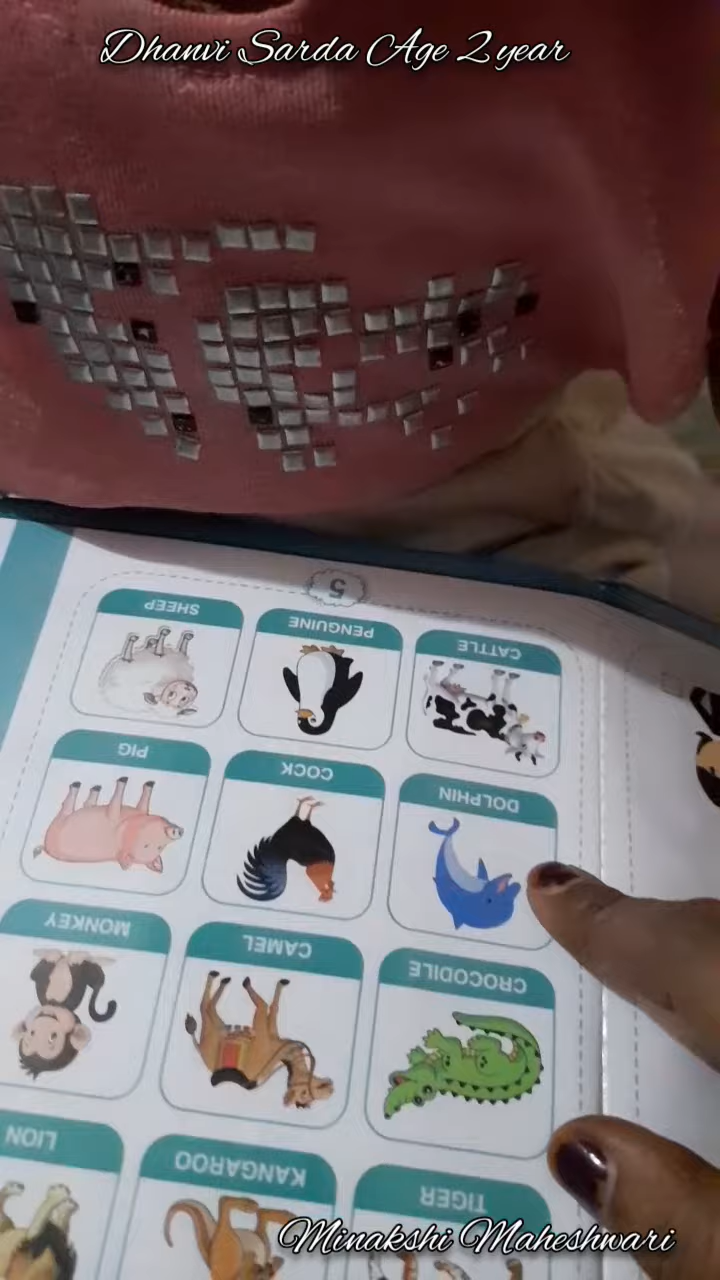 Dhanvi Sarda Age 2 year
5
SHEEP PENGUINE CATTLE
PIG COCK DOLPHIN
MONKEY CAMEL CROCODILE
LION KANGAROO TIGER
Minakshi Maheshwari